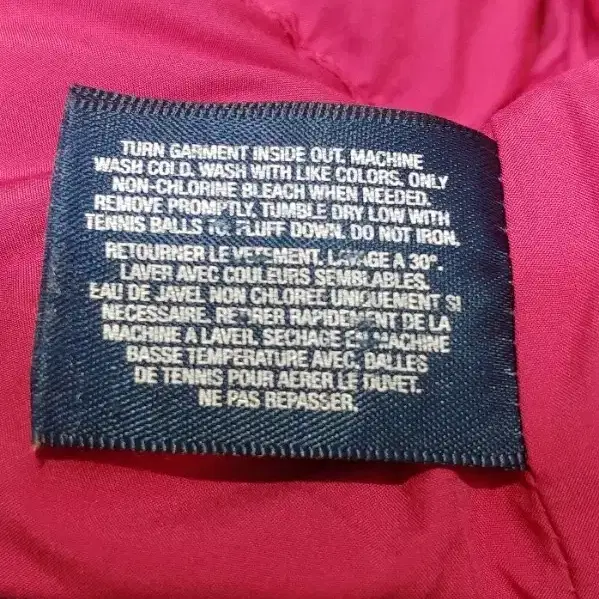 TURN GARMENT INSIDE OUT. MACHINE
WASH COLD. WASH WITH LIKE COLORS. ONLY
NON-CHLORINE BLEACH WHEN NEEDED.
REMOVE PROMPTLY. TUMBLE DRY LOW WITH
TENNIS BALLS TO FLUFF DOWN. DO NOT IRON.
RETOURNER LE VETEMENT. LAVAGE A 30°.
LAVER AVEC COULEURS SEMBLABLES.
EAU DE JAVEL NON CHLOREE UNIQUEMENT SI
NECESSAIRE. RETIRER RAPIDEMENT DE LA
MACHINE A LAVER. SECHAGE EN MACHINE
BASSE TEMPERATURE AVEC BALLES
DE TENNIS POUR AERER LE DUVET.
NE PAS REPASSER.